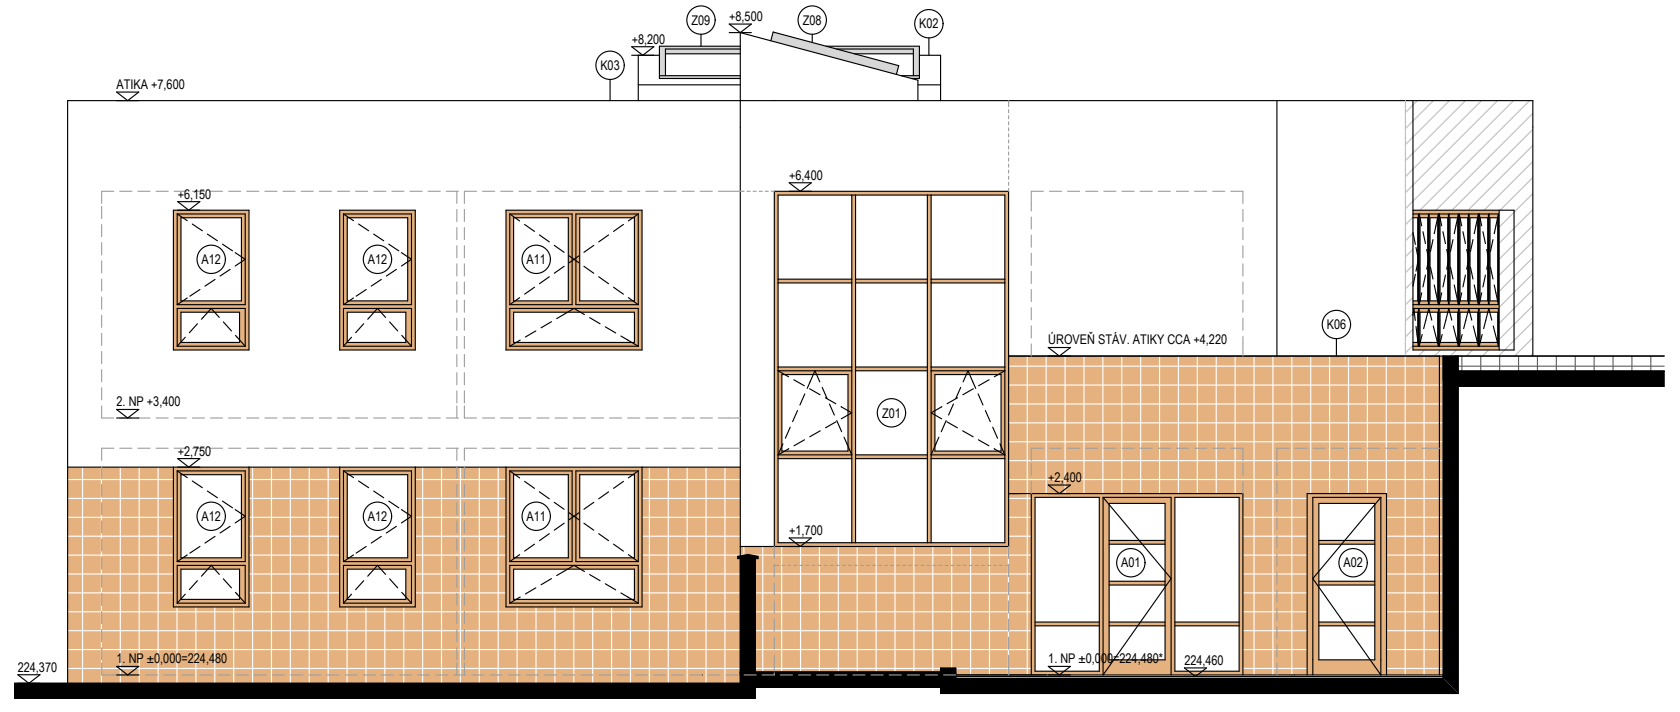 Z09
+8,500
Z08
K02
+8,200
K03
ATIKA +7,600
+6,150
+6,400
A12
A12
A11
K06
ÚROVEŇ STÁV. ATIKY CCA +4,220
2. NP +3,400
Z01
+2,750
+2,400
A12
A12
A11
+1,700
A01
A02
224,370
1. NP ±0,000=224,480
1. NP ±0,000=224,480*
224,460